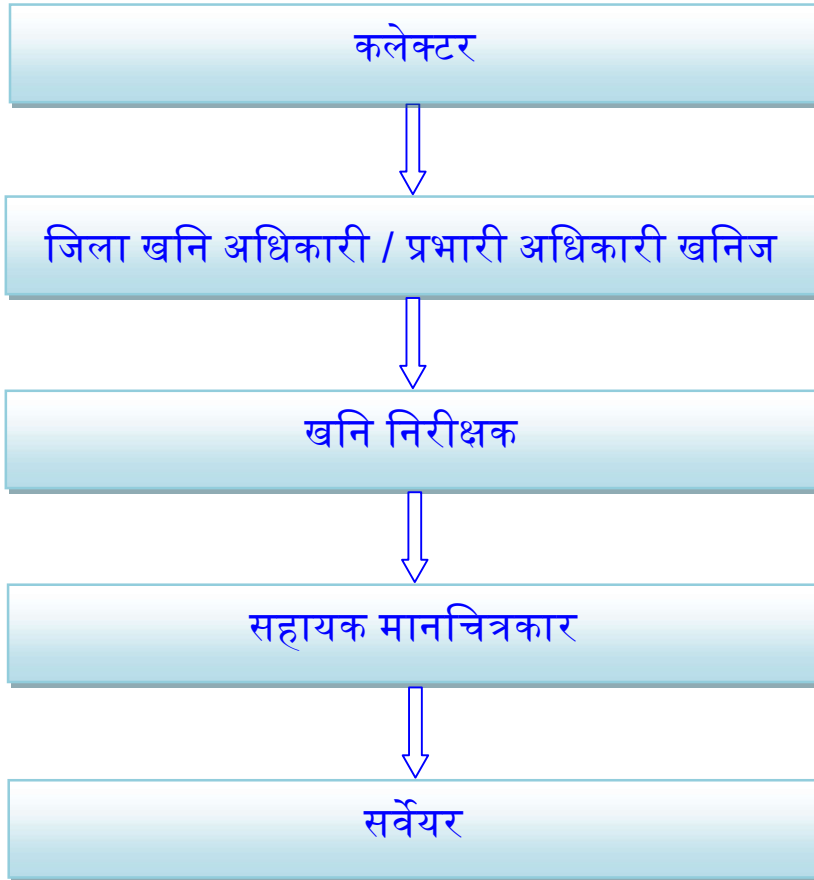 कलेक्टर
जिला खनि अधिकारी / प्रभारी अधिकारी खनिज
खनि निरीक्षक
सहायक मानचित्रकार
सर्वेयर